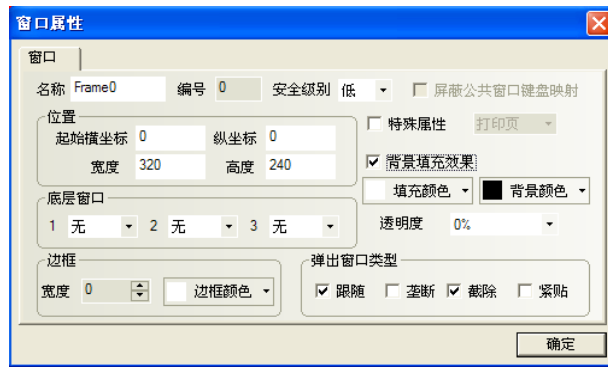 窗口属性
窗口
名称 Frame0 编号 0 安全级别 低 屏蔽公共窗口键盘映射
位置
起始横坐标 0 纵坐标 0
宽度 320 高度 240
特殊属性 打印页
背景填充效果
填充颜色 背景颜色
透明度 0%
底层窗口
1 无 2 无 3 无
边框
宽度 0 边框颜色
弹出窗口类型
跟随 垄断 截除 紧贴
确定